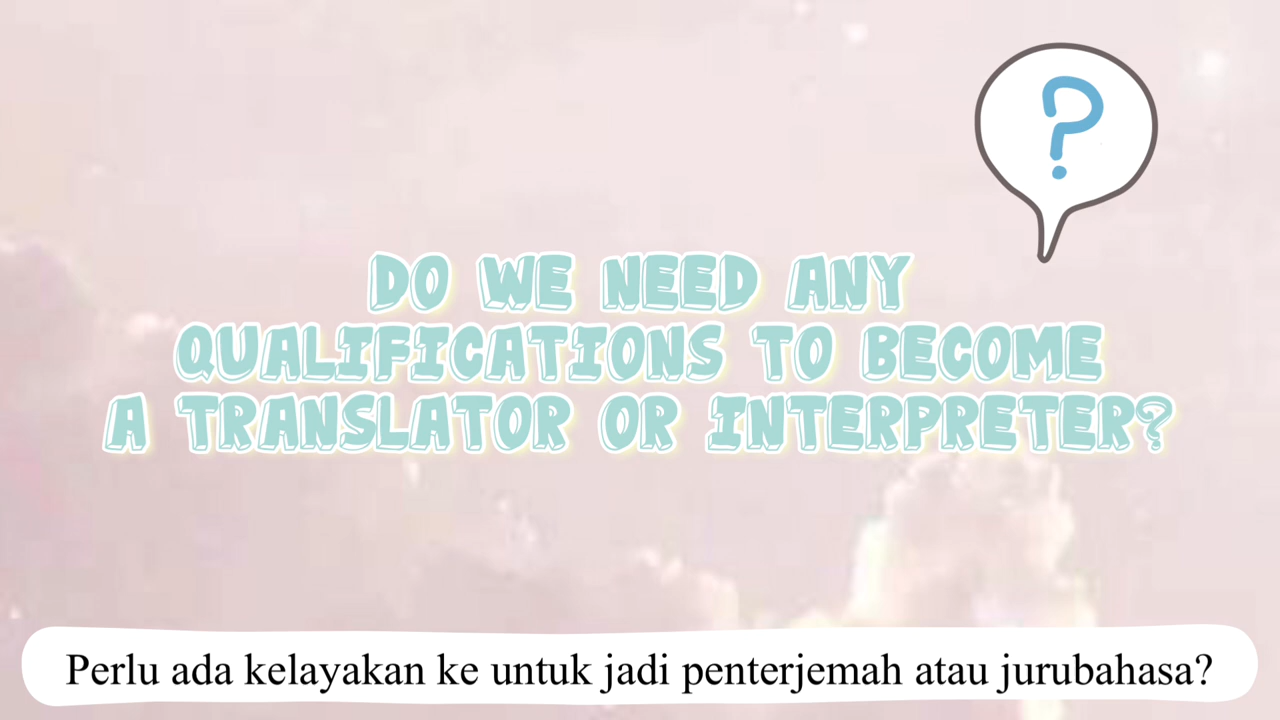 ?
DO WE NEED ANY
QUALIFICATIONS TO BECOME
A TRANSLATOR OR INTERPRETER?
Perlu ada kelayakan ke untuk jadi penterjemah atau jurubahasa?